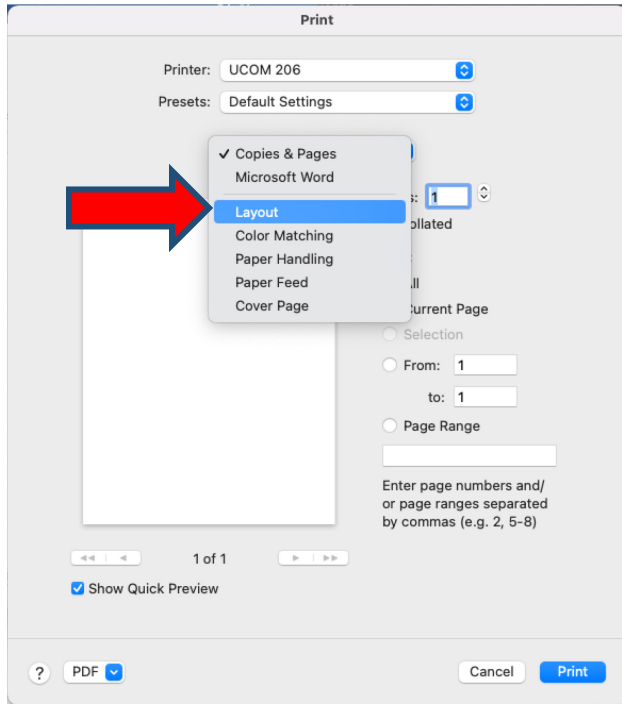 Print
Printer: UCOM 206
Presets: Default Settings
✓ Copies & Pages
Microsoft Word
Layout
Color Matching
Paper Handling
Paper Feed
Cover Page
1
Current Page
Selection
From: 1
to: 1
Page Range
Enter page numbers and/
or page ranges separated
by commas (e.g. 2, 5-8)
1 of 1
Show Quick Preview
? PDF
Cancel Print